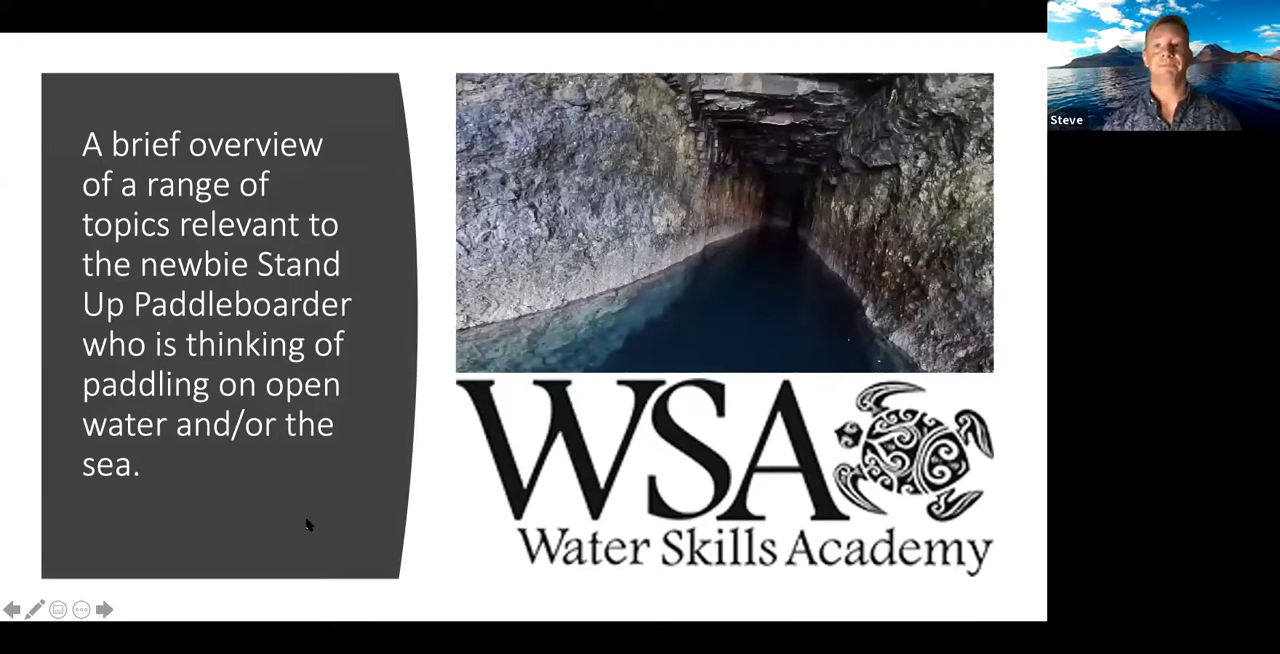 A brief overview
of a range of
topics relevant to
the newbie Stand
Up Paddleboarder
who is thinking of
paddling on open
water and/or the
sea.
WSA
Water Skills Academy
Steve